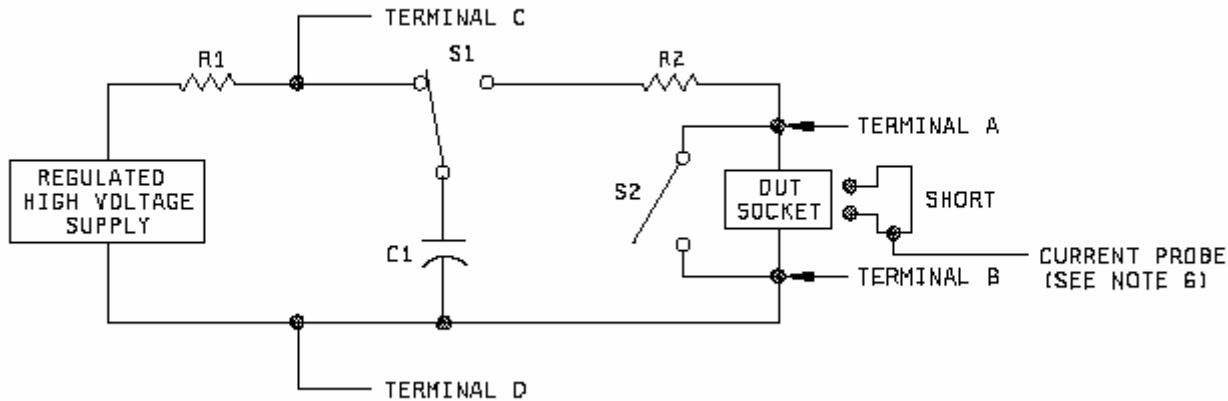 TERMINAL C
R1
S1
R2
TERMINAL A
REGULATED
HIGH VOLTAGE
SUPPLY
S2
DUT
SOCKET
SHORT
C1
CURRENT PROBE
(SEE NOTE 6)
TERMINAL B
TERMINAL D